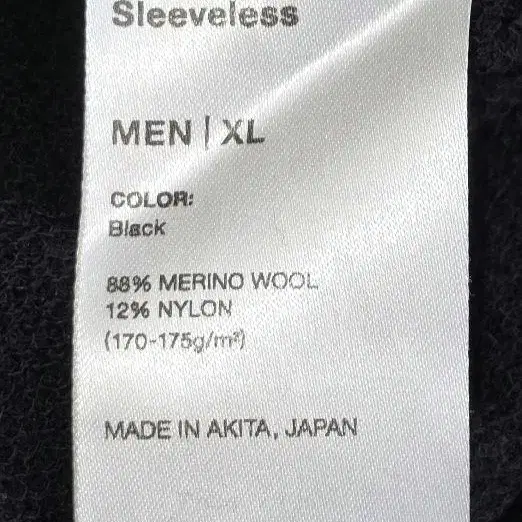 Sleeveless
MEN | XL
COLOR:
Black
88% MERINO WOOL
12% NYLON
(170-175g/m²)
MADE IN AKITA, JAPAN